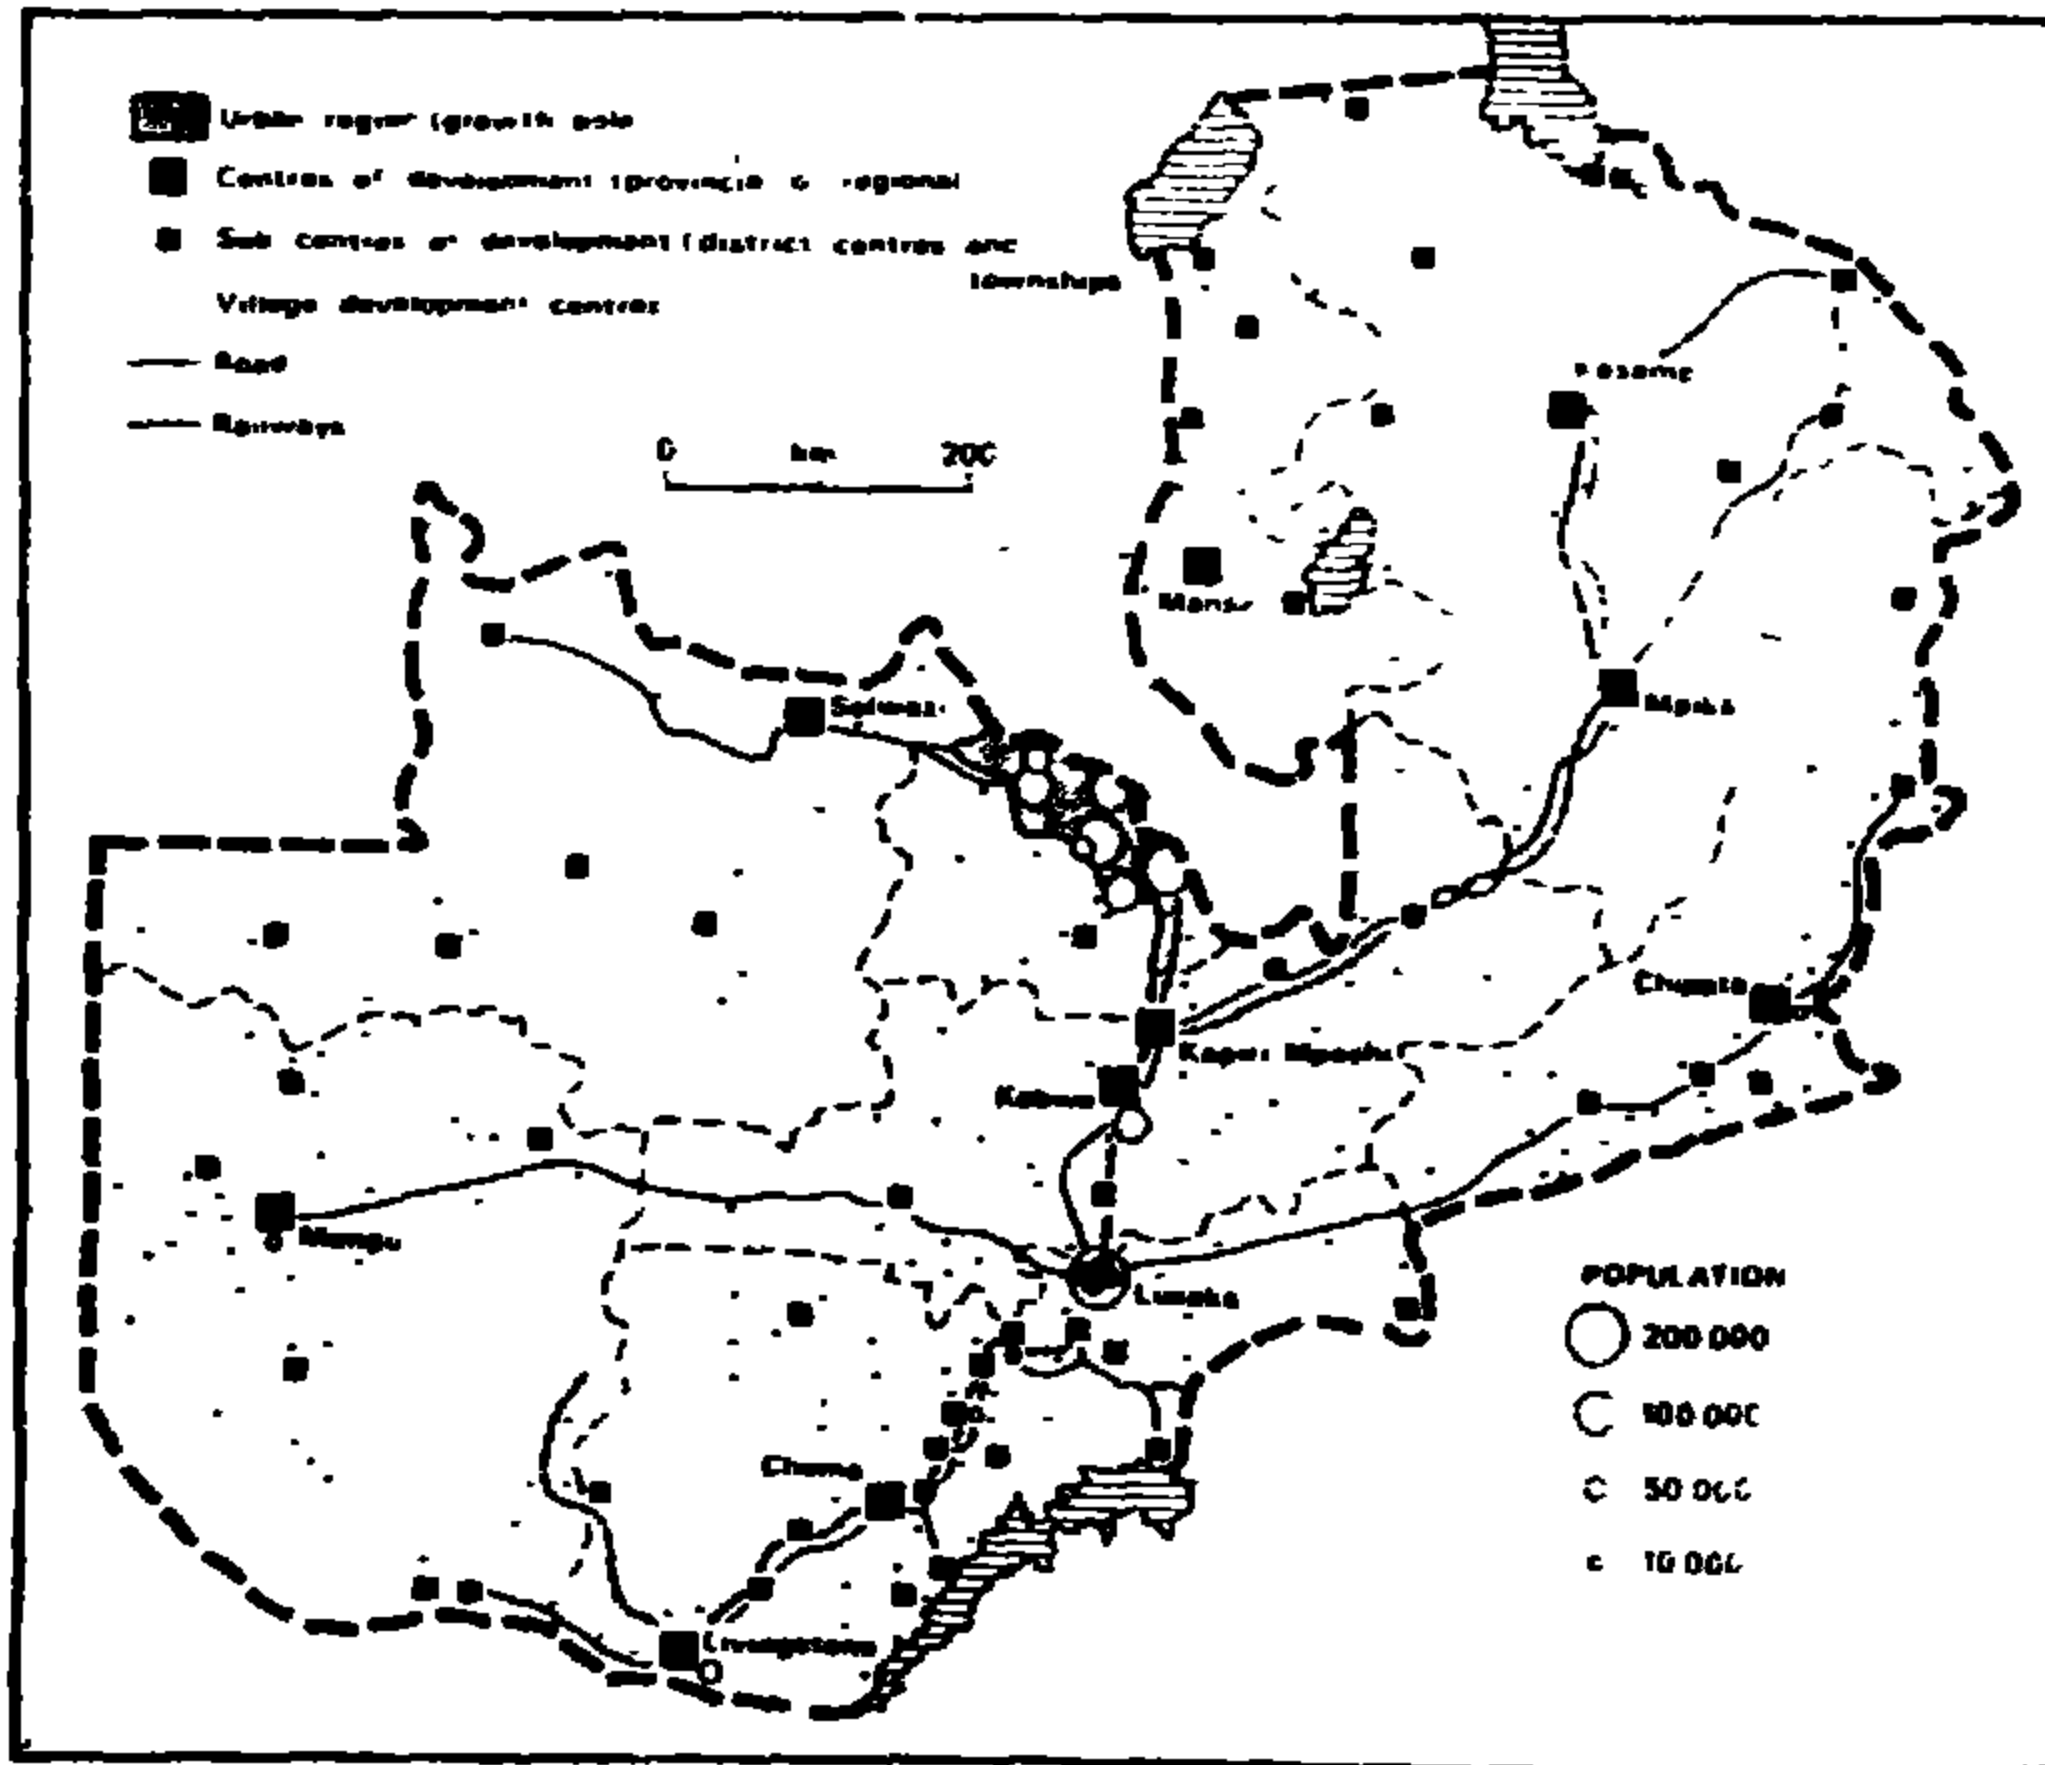 Urban region (growth pole
Centres of development (provincial & regional
Sub centres of development (district centres and
townships
Village development centres
Road
Railways
0 km 200
Kasama
Mansa
Solwezi
Mpika
Chipata
Kapiri Mposhi
Kabwe
Mongu
Lusaka
POPULATION
200 000
100 000
50 000
10 000
Choma
Livingstone